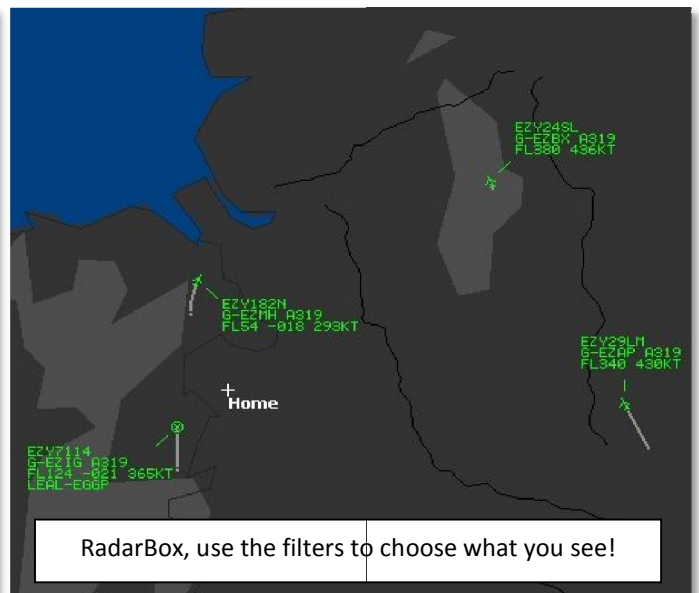 EZY24SL
G-EZBX A319
FL380 436KT
EZY182N
G-EZMH A319
FL54 -018 293KT
EZY29LM
G-EZAP A319
FL340 430KT
Home
EZY7114
G-EZIG A319
FL124 -021 365KT
LEAL-EGGP
RadarBox, use the filters to choose what you see!